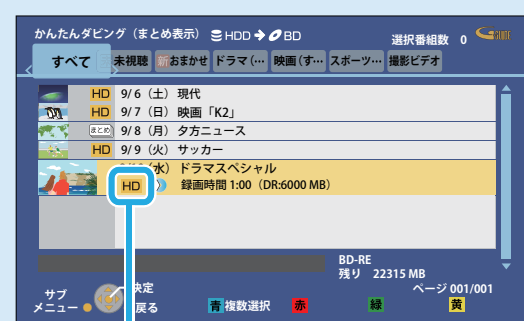 かんたんダビング（まとめ表示） HDD BD
選択番組数 0
GUIDE
すべて 未視聴 新おまかせ ドラマ（… 映画（す… スポーツ… 撮影ビデオ
HD 9/ 6（土）現代
HD 9/ 7（日）映画「K2」
まとめ 9/ 8（月）夕方ニュース
HD 9/ 9（火）サッカー
（水）ドラマスペシャル
HD 録画時間 1:00（DR:6000 MB）
BD-RE
残り 22315 MB
ページ 001/001
サブ
メニュー
決定
戻る
青 複数選択 赤 緑 黄